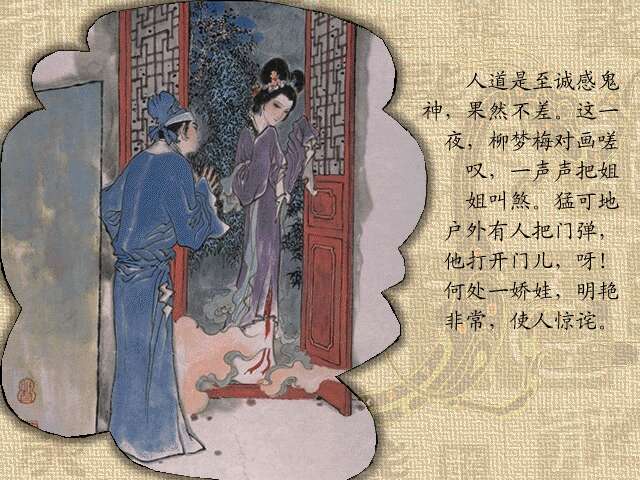 人道是至诚感鬼
神，果然不差。这一
夜，柳梦梅对画嗟
叹，一声声把姐
姐叫煞。猛可地
户外有人把门弹，
他打开门儿，呀！
何处一娇娃，明艳
非常，使人惊诧。